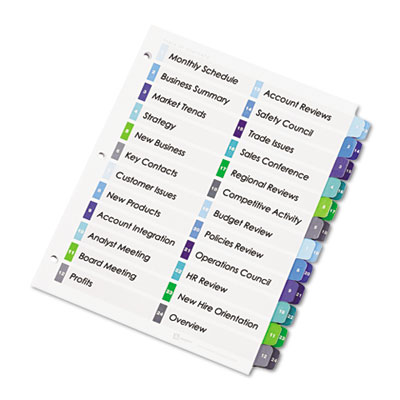 Monthly Schedule
Business Summary
Market Trends
Strategy
New Business
Key Contacts
Customer Issues
New Products
Account Integration
Analyst Meeting
Board Meeting
Profits
Account Reviews
Safety Council
Trade Issues
Sales Conference
Regional Reviews
Competitive Activity
Budget Review
Policies Review
Operations Council
HR Review
New Hire Orientation
Overview